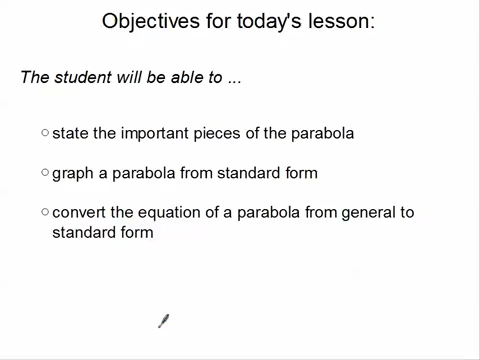 Objectives for today's lesson:
The student will be able to ...
○ state the important pieces of the parabola
○ graph a parabola from standard form
○ convert the equation of a parabola from general to
standard form